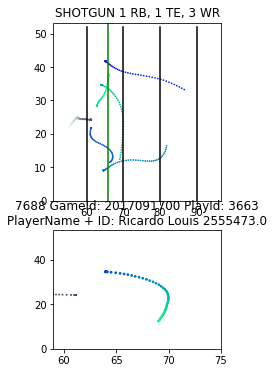 SHOTGUN 1 RB, 1 TE, 3 WR
50
40
30
20
10
0
60 70 80 90
7688 GameId: 2017091700 PlayId: 3663
PlayerName + ID: Ricardo Louis 2555473.0
40
20
0
60 65 70 75